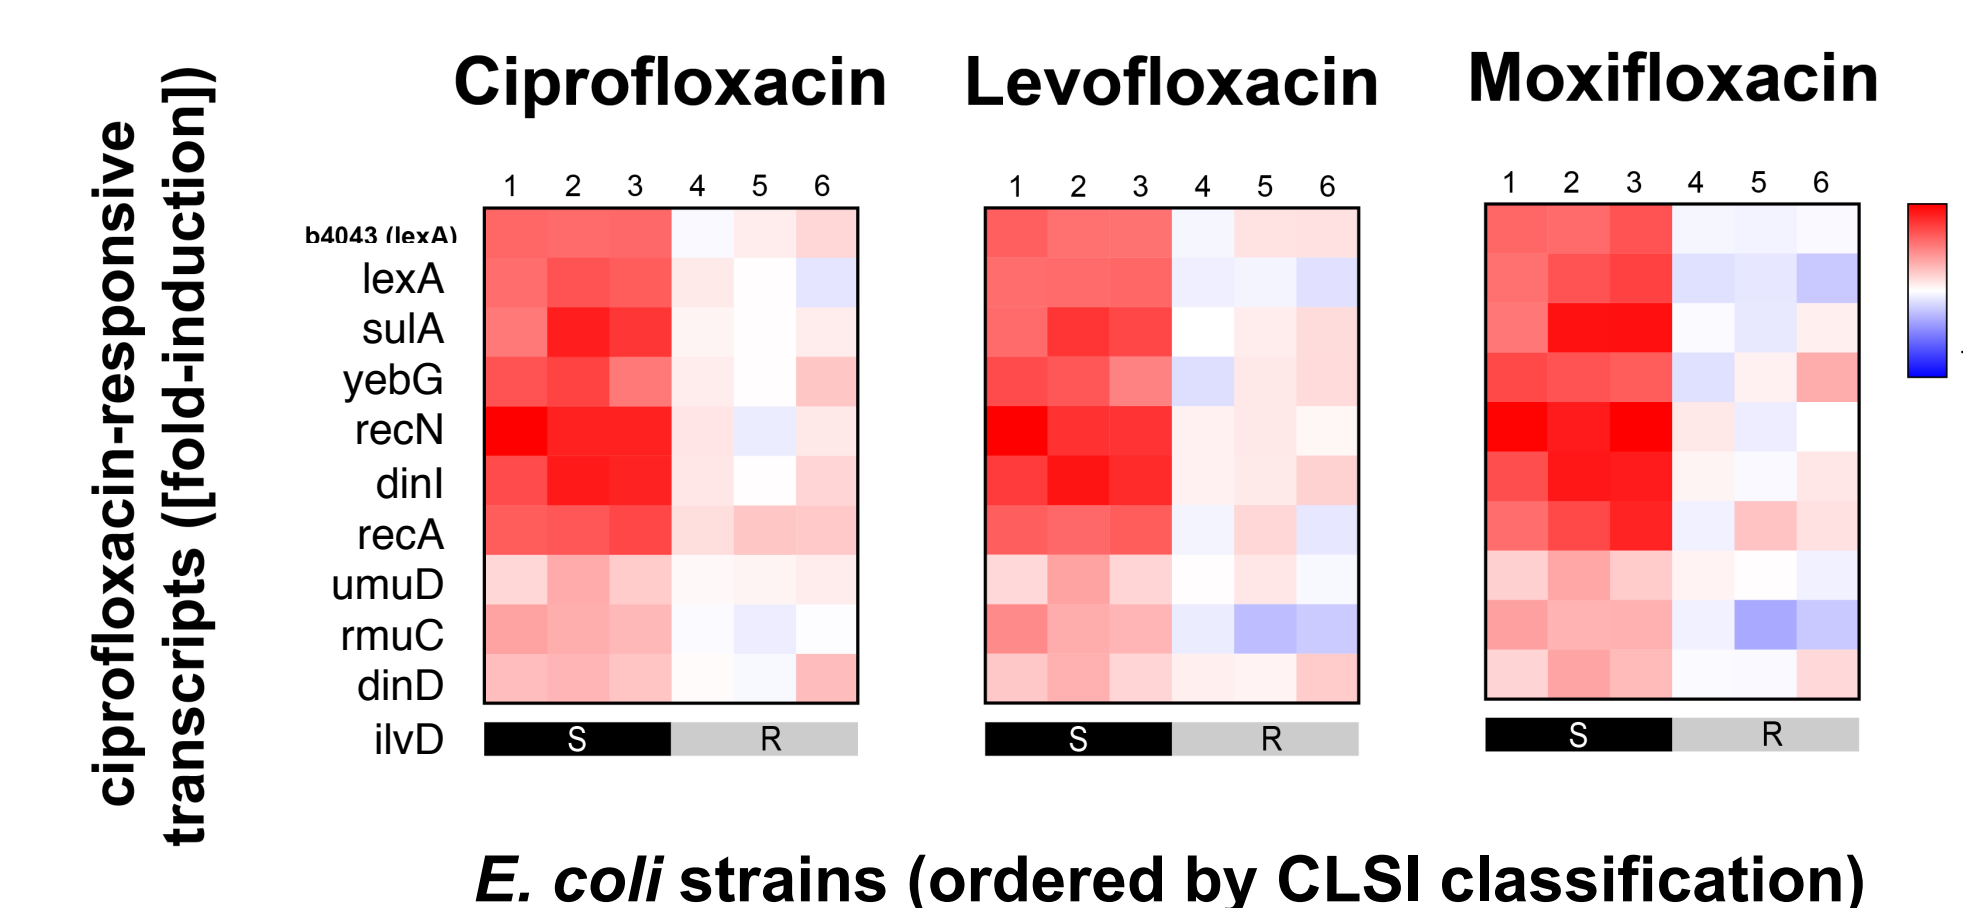 Ciprofloxacin Levofloxacin Moxifloxacin
ciprofloxacin-responsive
transcripts ([fold-induction])
1 2 3 4 5 6 1 2 3 4 5 6 1 2 3 4 5 6
b4043 (lexA)
lexA
sulA
yebG
recN
dinI
recA
umuD
rmuC
dinD
ilvD S R S R S R
E. coli strains (ordered by CLSI classification)